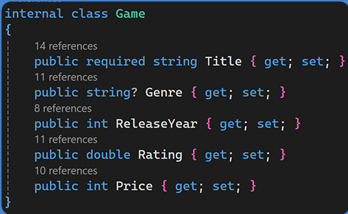 internal class Game
{
14 references
public required string Title { get; set; }
11 references
public string? Genre { get; set; }
8 references
public int ReleaseYear { get; set; }
11 references
public double Rating { get; set; }
10 references
public int Price { get; set; }
}